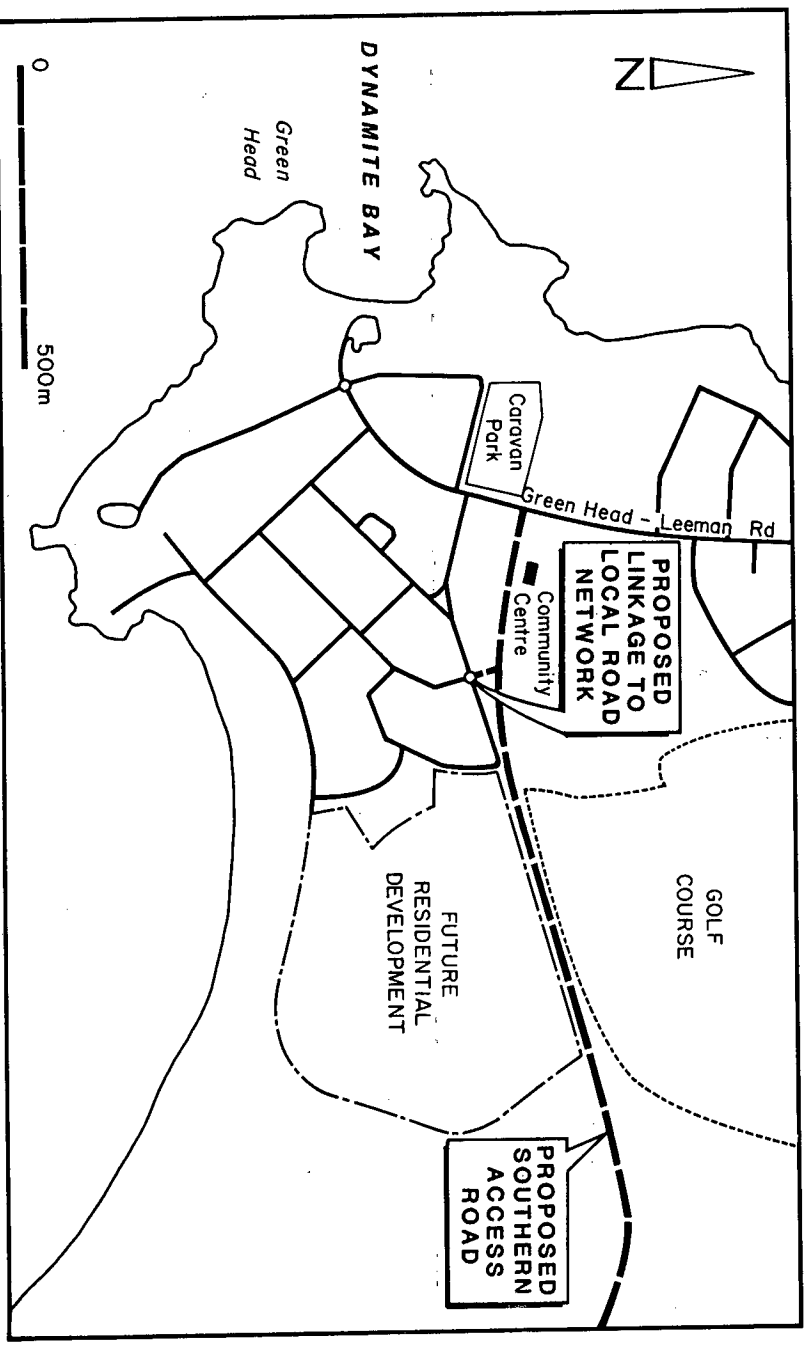 N
DYNAMITE BAY
Green
Head
0
500m
Caravan
Park
Green Head - Leeman Rd
Community
Centre
PROPOSED
LINKAGE TO
LOCAL ROAD
NETWORK
GOLF
COURSE
FUTURE
RESIDENTIAL
DEVELOPMENT
PROPOSED
SOUTHERN
ACCESS
ROAD